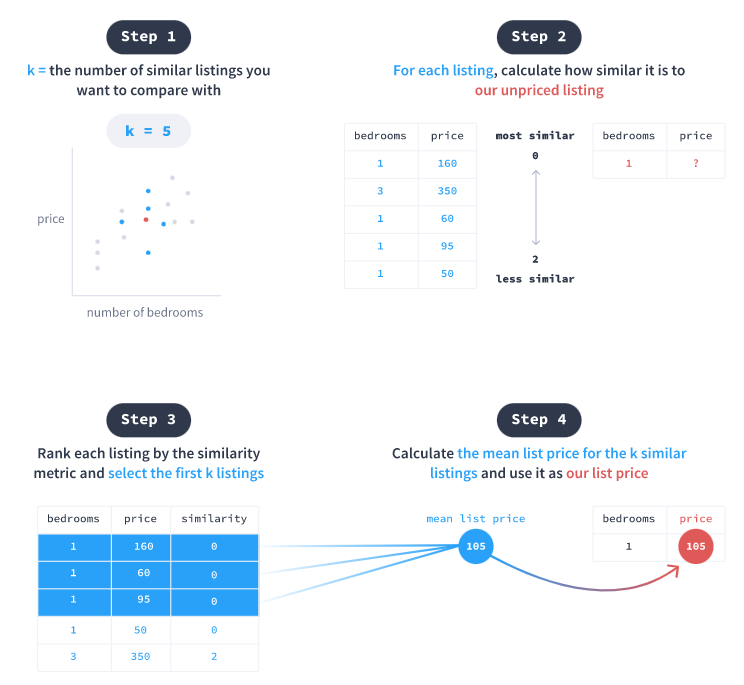 Step 1
k = the number of similar listings you
want to compare with
k = 5
price
number of bedrooms
Step 2
For each listing, calculate how similar it is to
our unpriced listing
bedrooms price
1 160
3 350
1 60
1 95
1 50
most similar
0
2
less similar
bedrooms price
1 ?
Step 3
Rank each listing by the similarity
metric and select the first k listings
bedrooms price similarity
1 160 0
1 60 0
1 95 0
1 50 0
3 350 2
Step 4
Calculate the mean list price for the k similar
listings and use it as our list price
mean list price
105
bedrooms price
1 105